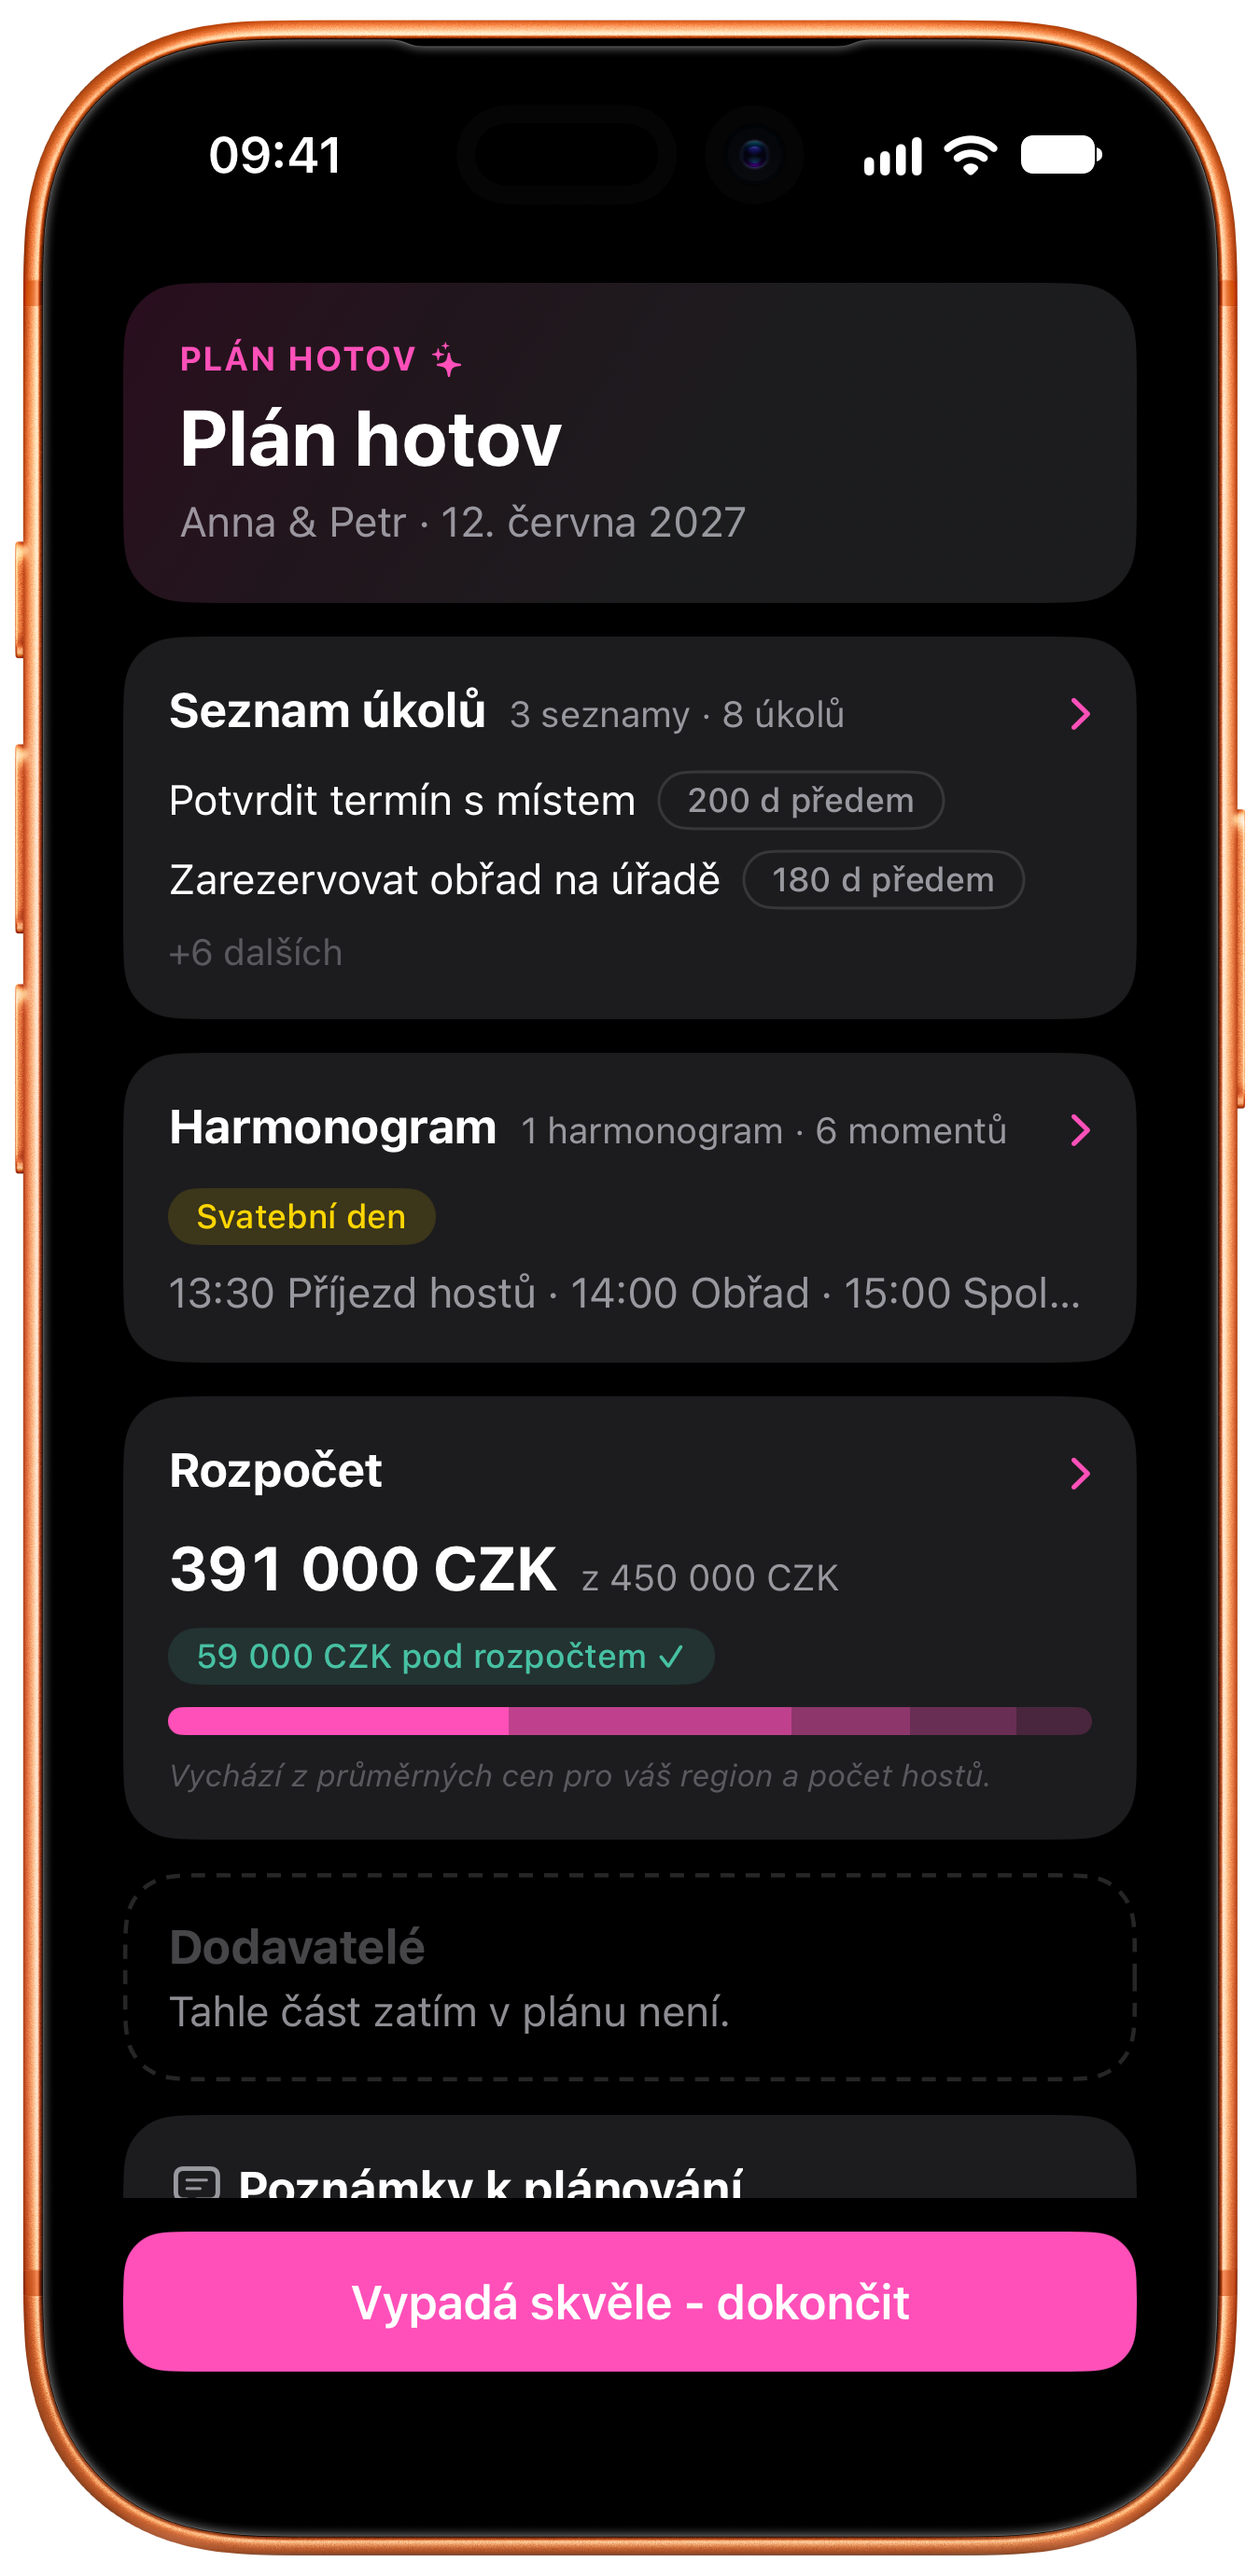 09:41
PLÁN HOTOV
Plán hotov
Anna & Petr · 12. června 2027
Seznam úkolů 3 seznamy · 8 úkolů
Potvrdit termín s místem 200 d předem
Zarezervovat obřad na úřadě 180 d předem
+6 dalších
Harmonogram 1 harmonogram · 6 momentů
Svatební den
13:30 Příjezd hostů · 14:00 Obřad · 15:00 Spol...
Rozpočet
391 000 CZK z 450 000 CZK
59 000 CZK pod rozpočtem ✓
Vychází z průměrných cen pro váš region a počet hostů.
Dodavatelé
Tahle část zatím v plánu není.
Poznámky k plánování
Vypadá skvěle - dokončit